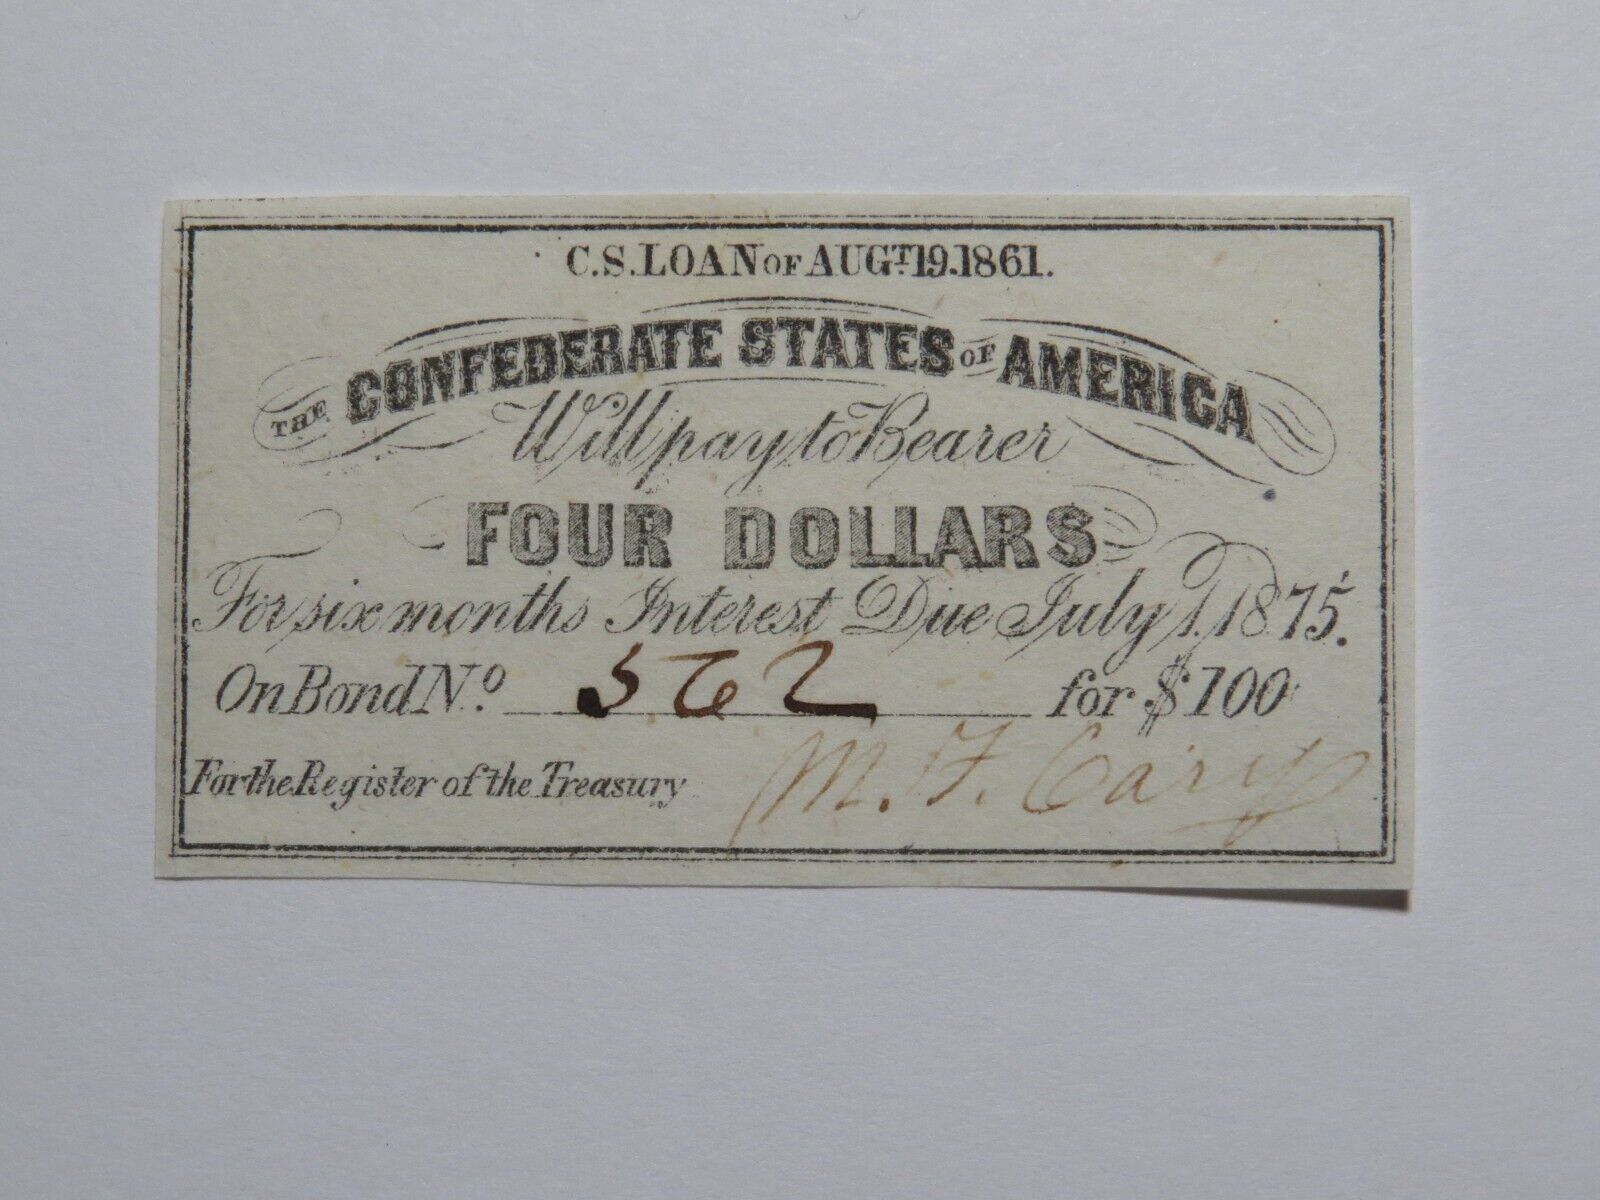 C.S. LOAN OF AUGT. 19. 1861.
THE CONFEDERATE STATES OF AMERICA
Will pay to Bearer
FOUR DOLLARS
For six months Interest Due July 1, 1875.
On Bond No. 562 for $100
For the Register of the Treasury M. F. Cary